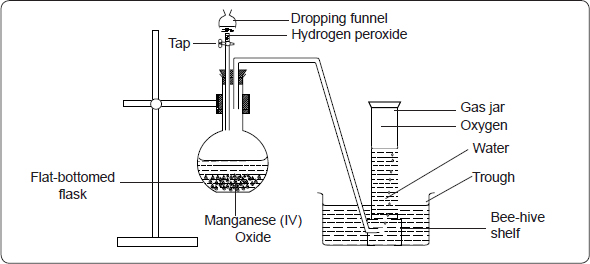 Dropping funnel
Hydrogen peroxide
Tap
Gas jar
Oxygen
Water
Trough
Flat-bottomed
flask
Manganese (IV)
Oxide
Bee-hive
shelf